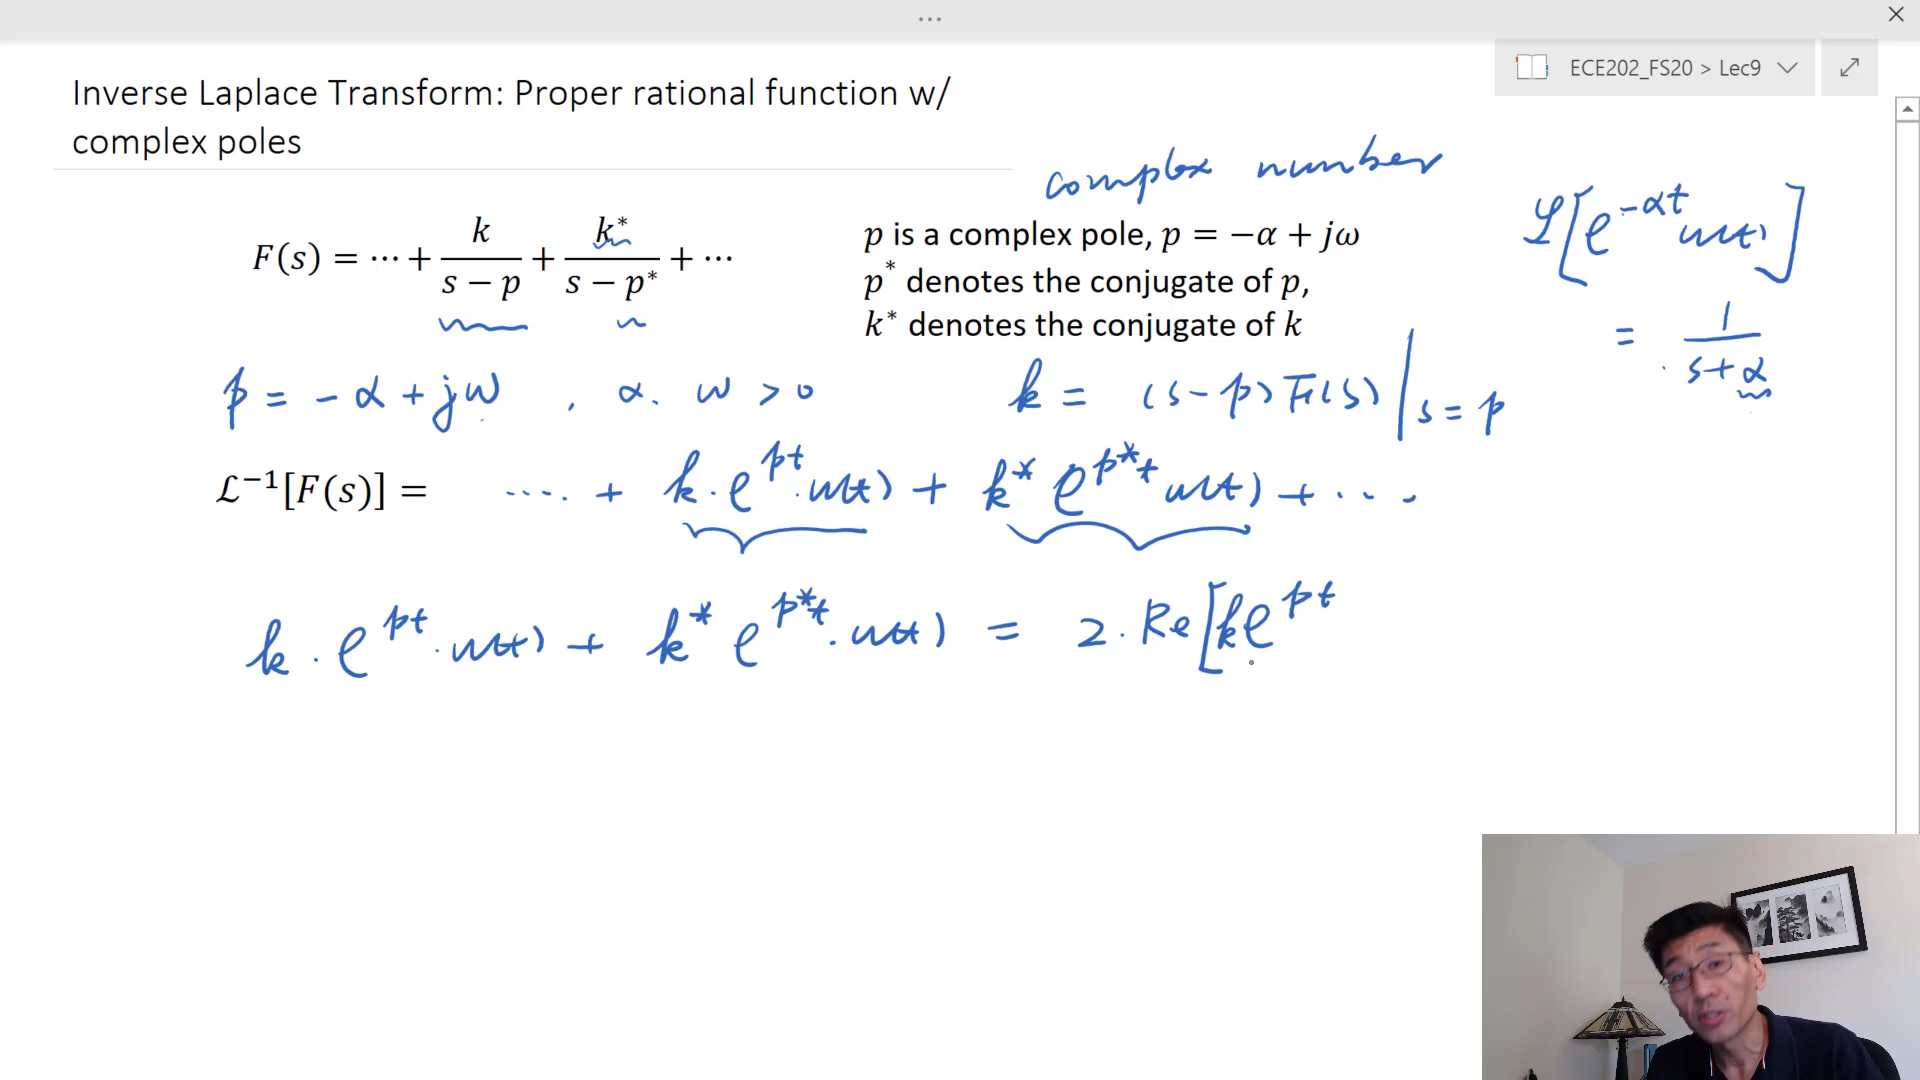 ...
ECE202_FS20 > Lec9
Inverse Laplace Transform: Proper rational function w/
complex poles
complex number
F(s) = ⋯ + k/(s − p) + k*/(s − p*) + ⋯
p is a complex pole, p = −α + jω
p* denotes the conjugate of p,
k* denotes the conjugate of k
ℒ[e^{-αt} u(t)]
= 1/(s+α)
p = -α + jω , α. ω > 0
k = (s-p) F(s) |_{s=p}
ℒ⁻¹[F(s)] = .... + k · e^{pt} · u(t) + k* e^{p*t} u(t) + ...
k · e^{pt} · u(t) + k* e^{p*t} · u(t) = 2 · Re[k e^{pt}